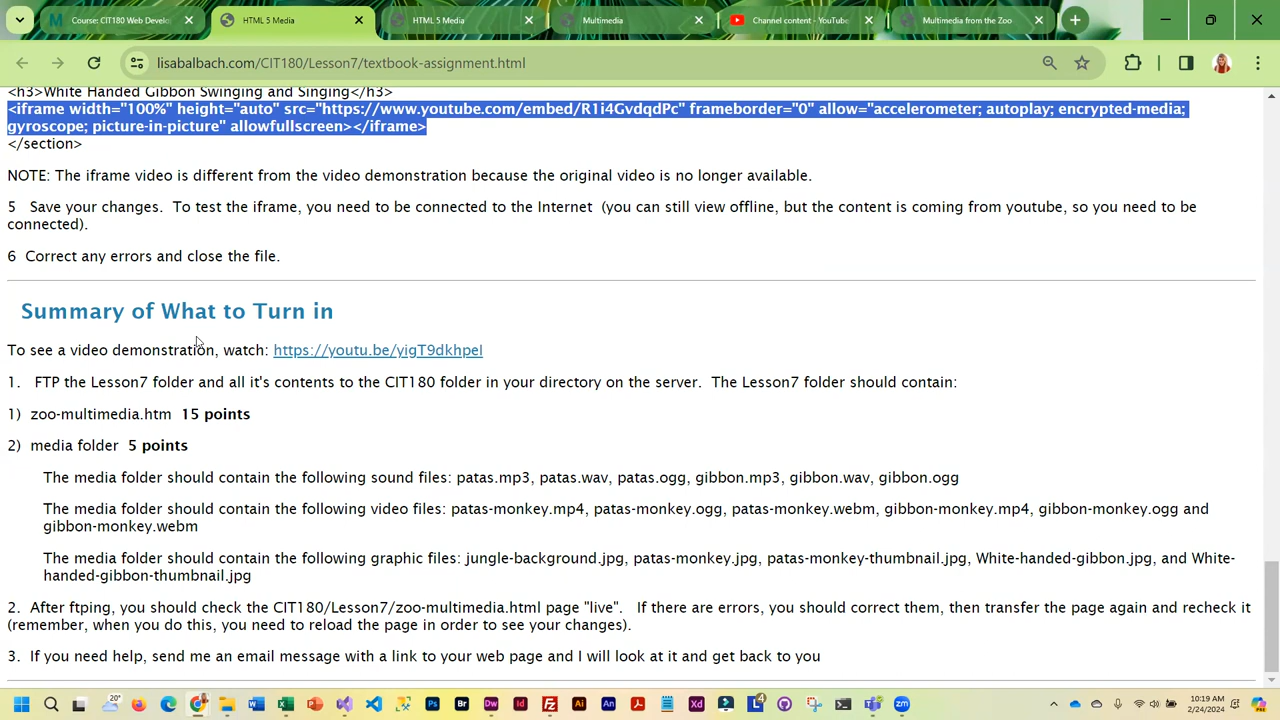 Course: CIT180 Web Develo
HTML 5 Media
HTML 5 Media
Multimedia
Channel content - YouTube
Multimedia from the Zoo
lisabalbach.com/CIT180/Lesson7/textbook-assignment.html
<h3>White Handed Gibbon Swinging and Singing</h3>
<iframe width="100%" height="auto" src="https://www.youtube.com/embed/R1i4GvdqdPc" frameborder="0" allow="accelerometer; autoplay; encrypted-media;
gyroscope; picture-in-picture" allowfullscreen></iframe>
</section>
NOTE: The iframe video is different from the video demonstration because the original video is no longer available.
5 Save your changes. To test the iframe, you need to be connected to the Internet (you can still view offline, but the content is coming from youtube, so you need to be
connected).
6 Correct any errors and close the file.
Summary of What to Turn in
To see a video demonstration, watch: https://youtu.be/yigT9dkhpeI
1. FTP the Lesson7 folder and all it's contents to the CIT180 folder in your directory on the server. The Lesson7 folder should contain:
1) zoo-multimedia.htm 15 points
2) media folder 5 points
The media folder should contain the following sound files: patas.mp3, patas.wav, patas.ogg, gibbon.mp3, gibbon.wav, gibbon.ogg
The media folder should contain the following video files: patas-monkey.mp4, patas-monkey.ogg, patas-monkey.webm, gibbon-monkey.mp4, gibbon-monkey.ogg and
gibbon-monkey.webm
The media folder should contain the following graphic files: jungle-background.jpg, patas-monkey.jpg, patas-monkey-thumbnail.jpg, White-handed-gibbon.jpg, and White-
handed-gibbon-thumbnail.jpg
2. After ftping, you should check the CIT180/Lesson7/zoo-multimedia.html page "live". If there are errors, you should correct them, then transfer the page again and recheck it
(remember, when you do this, you need to reload the page in order to see your changes).
3. If you need help, send me an email message with a link to your web page and I will look at it and get back to you
20°
10:19 AM
2/24/2024